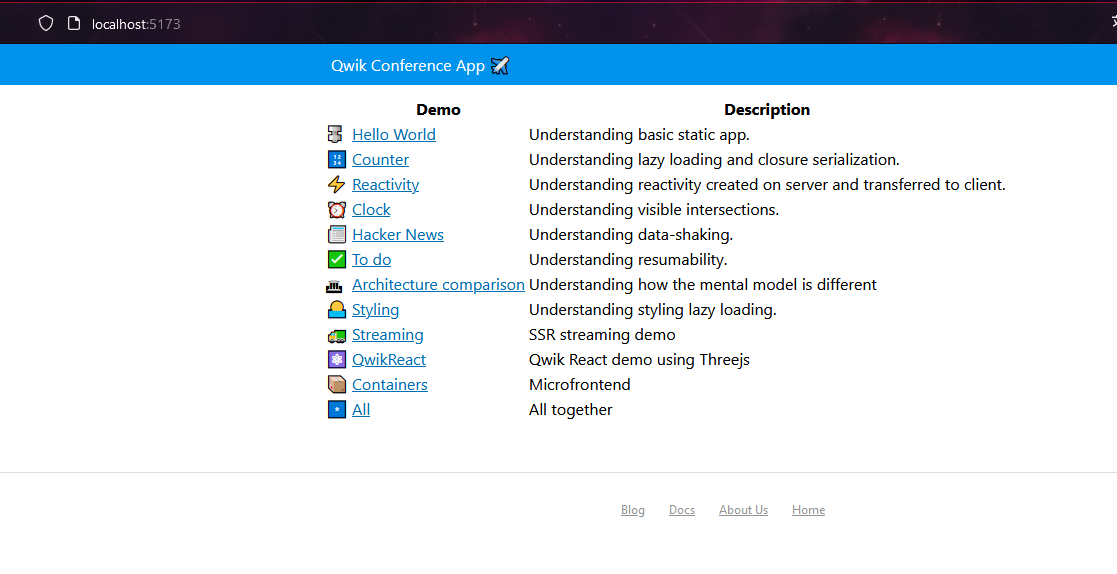 localhost:5173
Qwik Conference App ✈️
Demo Description
Hello World Understanding basic static app.
Counter Understanding lazy loading and closure serialization.
Reactivity Understanding reactivity created on server and transferred to client.
Clock Understanding visible intersections.
Hacker News Understanding data-shaking.
To do Understanding resumability.
Architecture comparison Understanding how the mental model is different
Styling Understanding styling lazy loading.
Streaming SSR streaming demo
QwikReact Qwik React demo using Threejs
Containers Microfrontend
All All together
Blog Docs About Us Home